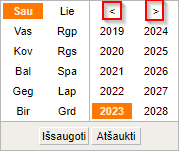 Sau Lie < >
Vas Rgp 2019 2024
Kov Rgs 2020 2025
Bal Spa 2021 2026
Geg Lap 2022 2027
Bir Grd 2023 2028
Išsaugoti Atšaukti